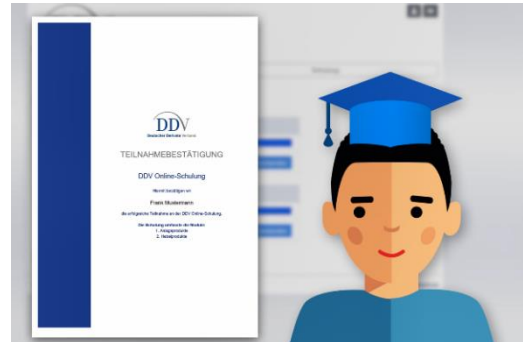 DDV
Deutscher Derivate Verband
TEILNAHMEBESTÄTIGUNG
DDV Online-Schulung
Hiermit bestätigen wir
Frank Mustermann
die erfolgreiche Teilnahme an der DDV Online-Schulung.
Die Schulung umfasste die Module
1. Anlageprodukte
2. Hebelprodukte